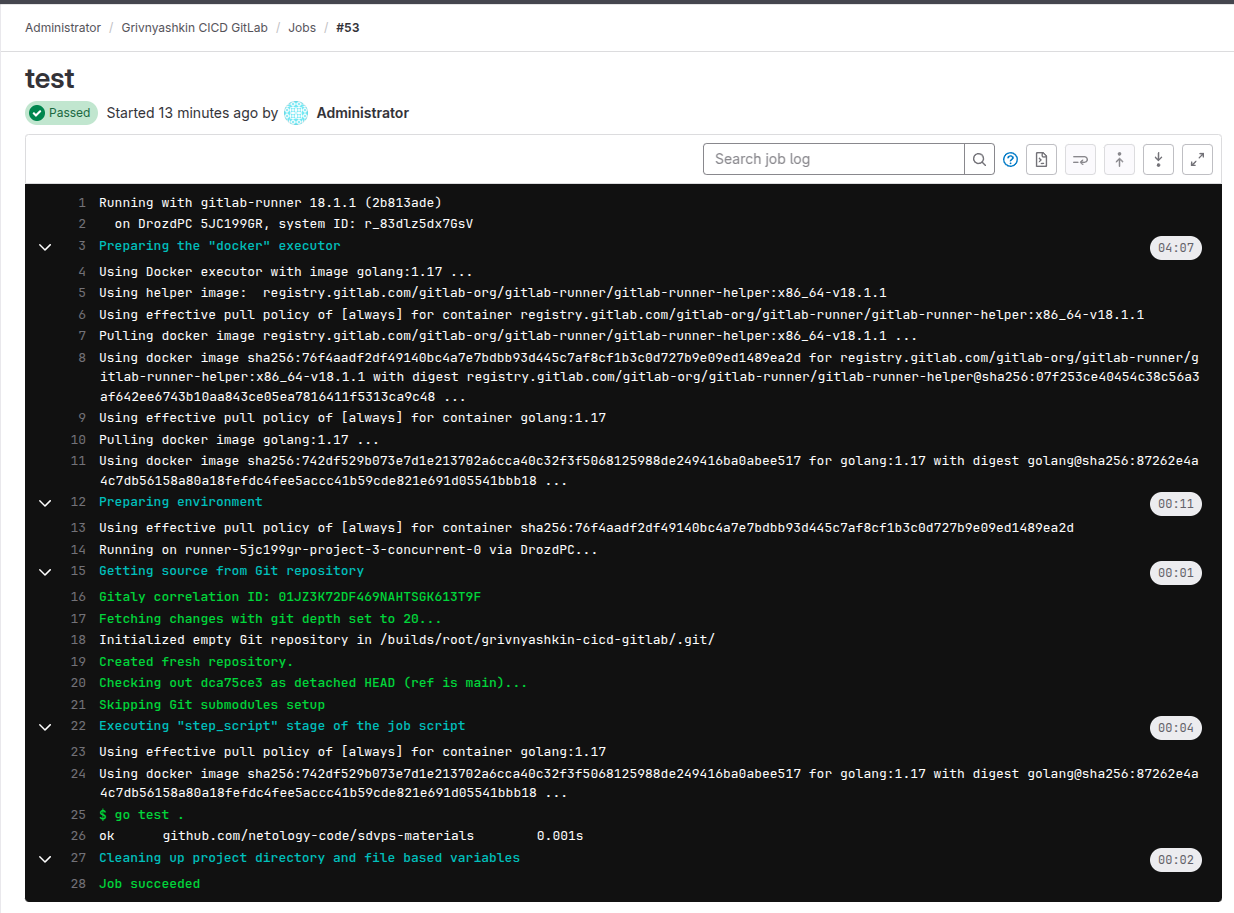 Administrator / Grivnyashkin CICD GitLab / Jobs / #53
test
Passed Started 13 minutes ago by Administrator
Search job log
1 Running with gitlab-runner 18.1.1 (2b813ade)
2 on DrozdPC 5JC199GR, system ID: r_83dlz5dx7GsV
3 Preparing the "docker" executor 04:07
4 Using Docker executor with image golang:1.17 ...
5 Using helper image: registry.gitlab.com/gitlab-org/gitlab-runner/gitlab-runner-helper:x86_64-v18.1.1
6 Using effective pull policy of [always] for container registry.gitlab.com/gitlab-org/gitlab-runner/gitlab-runner-helper:x86_64-v18.1.1
7 Pulling docker image registry.gitlab.com/gitlab-org/gitlab-runner/gitlab-runner-helper:x86_64-v18.1.1 ...
8 Using docker image sha256:76f4aadf2df49140bc4a7e7bdbb93d445c7af8cf1b3c0d727b9e09ed1489ea2d for registry.gitlab.com/gitlab-org/gitlab-runner/g
itlab-runner-helper:x86_64-v18.1.1 with digest registry.gitlab.com/gitlab-org/gitlab-runner/gitlab-runner-helper@sha256:07f253ce40454c38c56a3
af642ee6743b10aa843ce05ea7816411f5313ca9c48 ...
9 Using effective pull policy of [always] for container golang:1.17
10 Pulling docker image golang:1.17 ...
11 Using docker image sha256:742df529b073e7d1e213702a6cca40c32f3f5068125988de249416ba0abee517 for golang:1.17 with digest golang@sha256:87262e4a
4c7db56158a80a18fefdc4fee5accc41b59cde821e691d05541bbb18 ...
12 Preparing environment 00:11
13 Using effective pull policy of [always] for container sha256:76f4aadf2df49140bc4a7e7bdbb93d445c7af8cf1b3c0d727b9e09ed1489ea2d
14 Running on runner-5jc199gr-project-3-concurrent-0 via DrozdPC...
15 Getting source from Git repository 00:01
16 Gitaly correlation ID: 01JZ3K72DF469NAHTSGK613T9F
17 Fetching changes with git depth set to 20...
18 Initialized empty Git repository in /builds/root/grivnyashkin-cicd-gitlab/.git/
19 Created fresh repository.
20 Checking out dca75ce3 as detached HEAD (ref is main)...
21 Skipping Git submodules setup
22 Executing "step_script" stage of the job script 00:04
23 Using effective pull policy of [always] for container golang:1.17
24 Using docker image sha256:742df529b073e7d1e213702a6cca40c32f3f5068125988de249416ba0abee517 for golang:1.17 with digest golang@sha256:87262e4a
4c7db56158a80a18fefdc4fee5accc41b59cde821e691d05541bbb18 ...
25 $ go test .
26 ok github.com/netology-code/sdvps-materials 0.001s
27 Cleaning up project directory and file based variables 00:02
28 Job succeeded